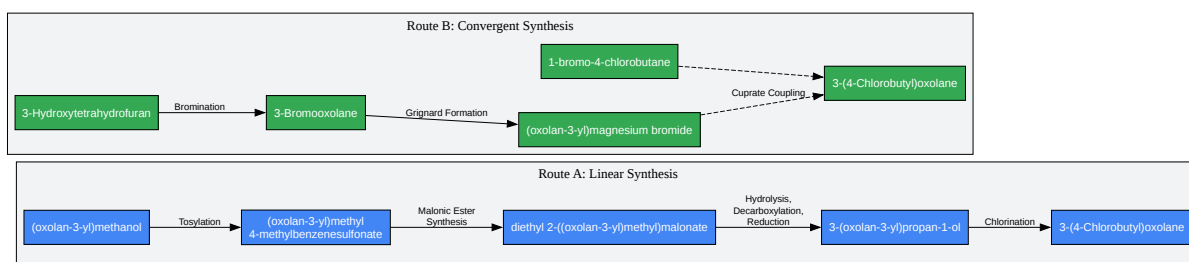 Route B: Convergent Synthesis
1-bromo-4-chlorobutane
3-(4-Chlorobutyl)oxolane
Cuprate Coupling
3-Hydroxytetrahydrofuran
Bromination
3-Bromooxolane
Grignard Formation
(oxolan-3-yl)magnesium bromide
Route A: Linear Synthesis
(oxolan-3-yl)methanol
Tosylation
(oxolan-3-yl)methyl
4-methylbenzenesulfonate
Malonic Ester
Synthesis
diethyl 2-((oxolan-3-yl)methyl)malonate
Hydrolysis,
Decarboxylation,
Reduction
3-(oxolan-3-yl)propan-1-ol
Chlorination
3-(4-Chlorobutyl)oxolane